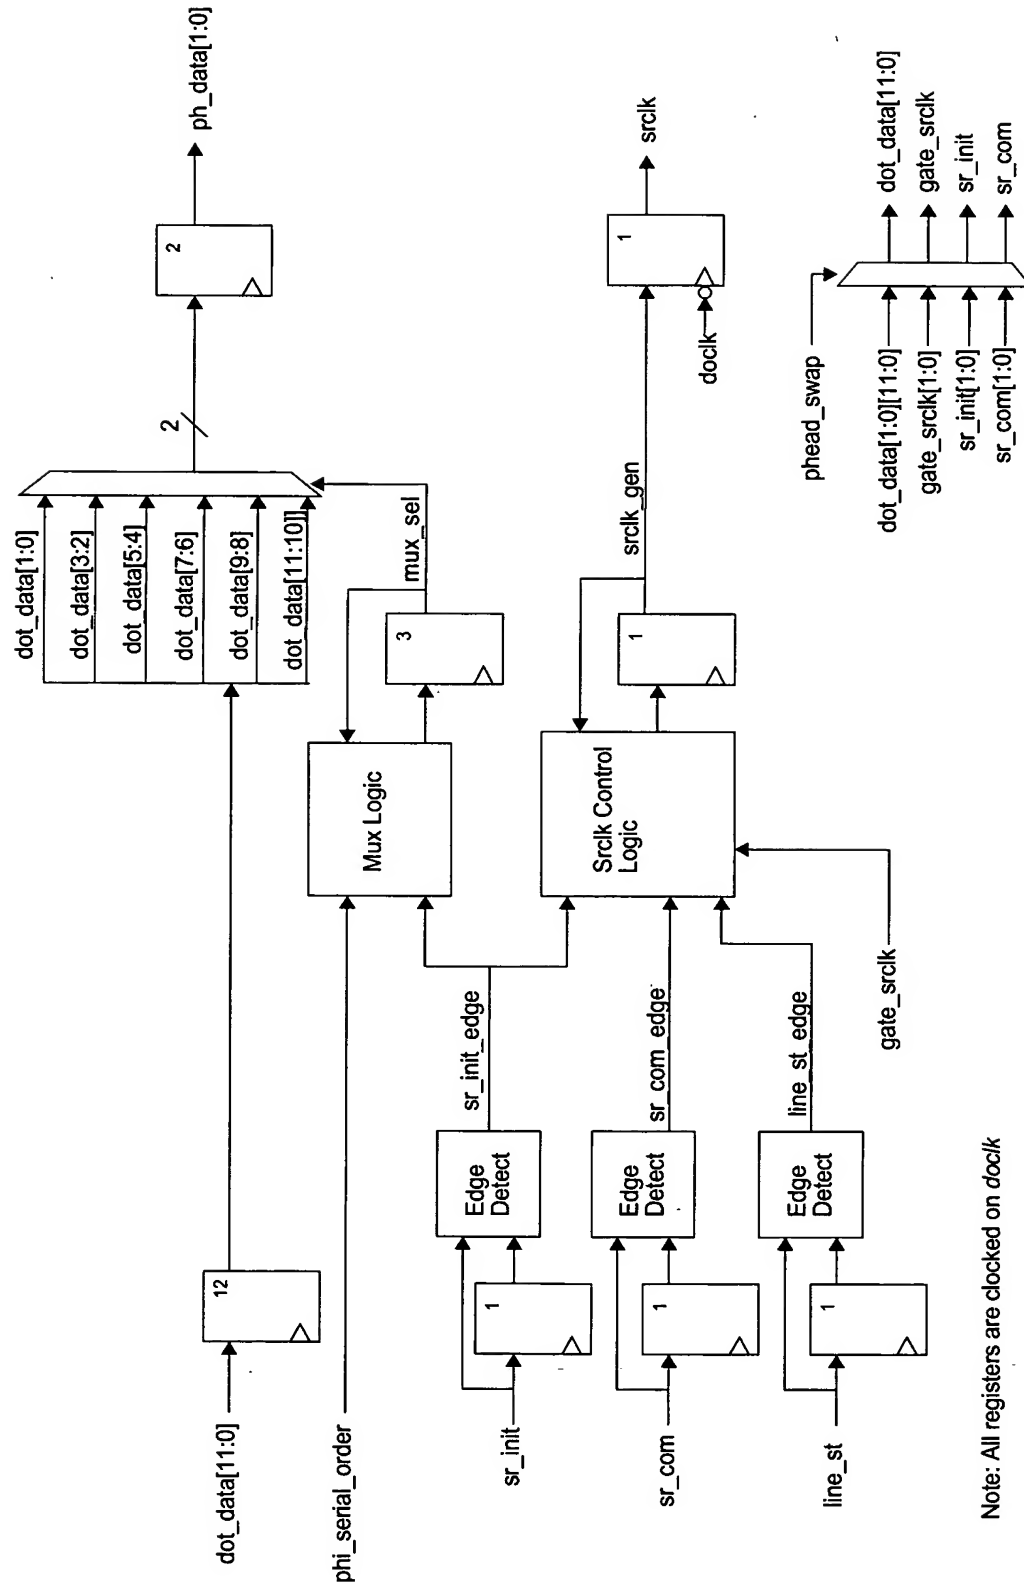 dot_data[11:0]
12
dot_data[1:0]
dot_data[3:2]
dot_data[5:4]
dot_data[7:6]
dot_data[9:8]
dot_data[11:10]]
2
2
ph_data[1:0]
phi_serial_order
Mux Logic
3
mux_sel
sr_init
1
Edge
Detect
sr_init_edge
sr_com
1
Edge
Detect
sr_com_edge
line_st
1
Edge
Detect
line_st_edge
gate_srclk
Srclk Control
Logic
1
srclk_gen
doclk
1
srclk
phead_swap
dot_data[1:0][11:0]
gate_srclk[1:0]
sr_init[1:0]
sr_com[1:0]
dot_data[11:0]
gate_srclk
sr_init
sr_com
Note: All registers are clocked on doclk